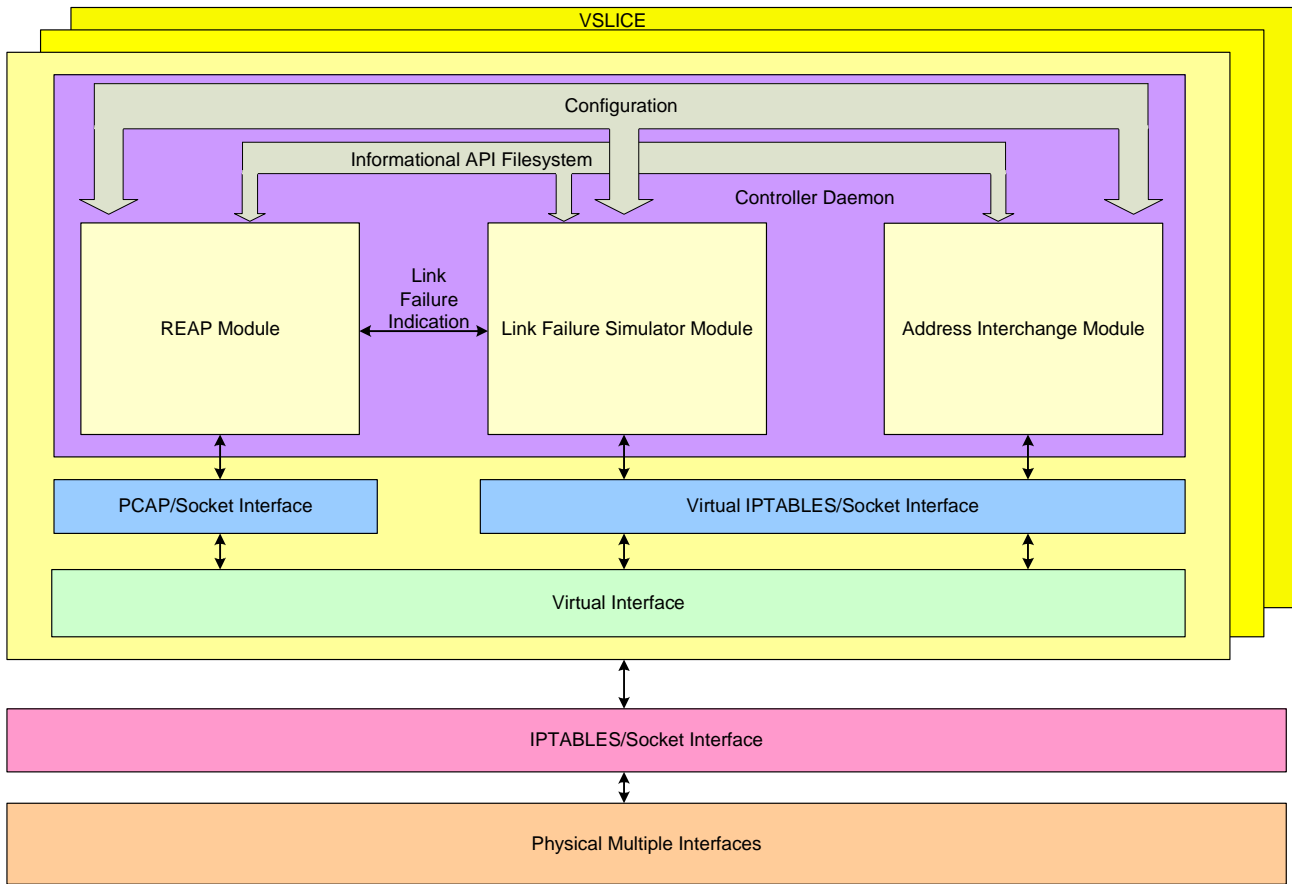 VSLICE
Configuration
Informational API Filesystem
Controller Daemon
Link
Failure
Indication
REAP Module
Link Failure Simulator Module
Address Interchange Module
PCAP/Socket Interface
Virtual IPTABLES/Socket Interface
Virtual Interface
IPTABLES/Socket Interface
Physical Multiple Interfaces